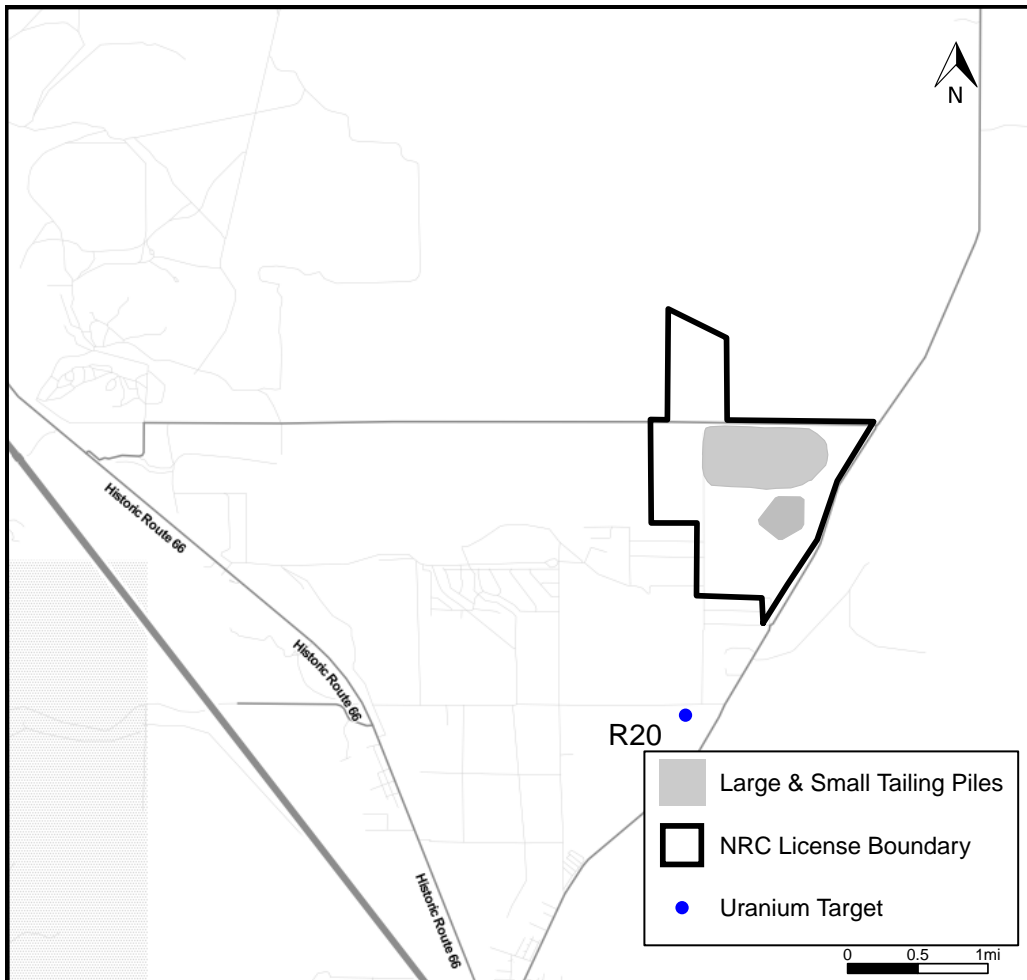 N
Historic Route 66
Historic Route 66
R20
Large & Small Tailing Piles
NRC License Boundary
Uranium Target
Historic Route 66
0 0.5 1mi